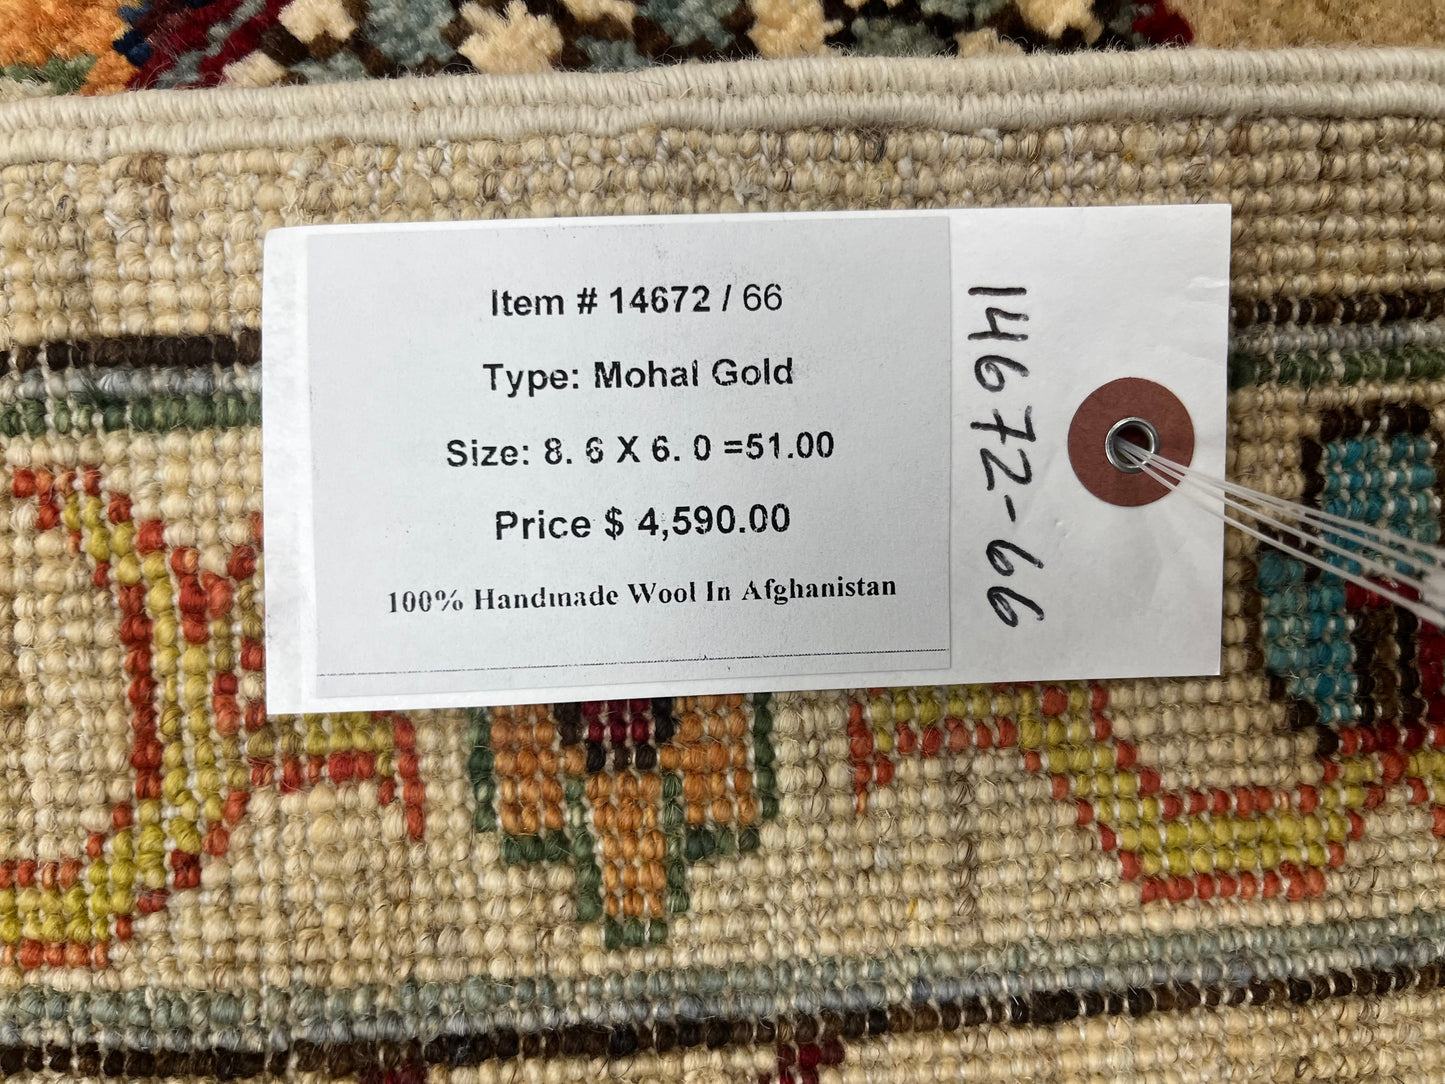 Item # 14672 / 66
Type: Mohal Gold
Size: 8. 6 X 6. 0 =51.00
Price $ 4,590.00
100% Handmade Wool In Afghanistan
14672-66